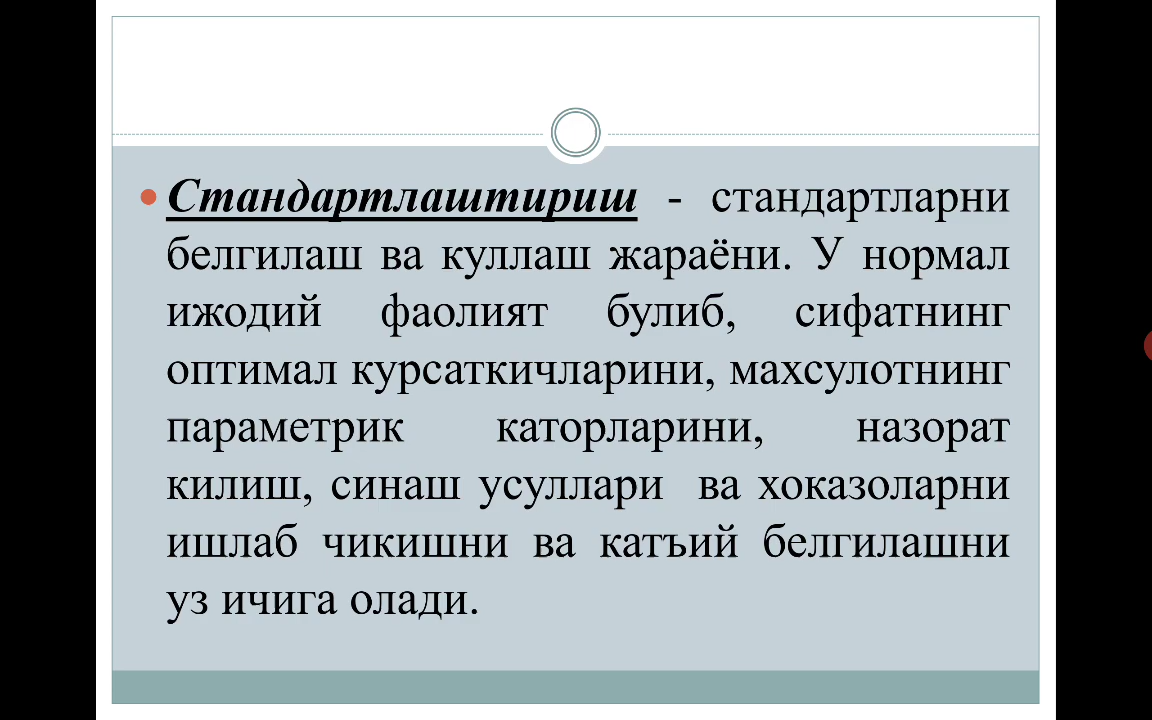 • Стандартлаштириш - стандартларни
белгилаш ва куллаш жараёни. У нормал
ижодий фаолият булиб, сифатнинг
оптимал курсаткичларини, махсулотнинг
параметрик каторларини, назорат
килиш, синаш усуллари ва хоказоларни
ишлаб чикишни ва катъий белгилашни
уз ичига олади.